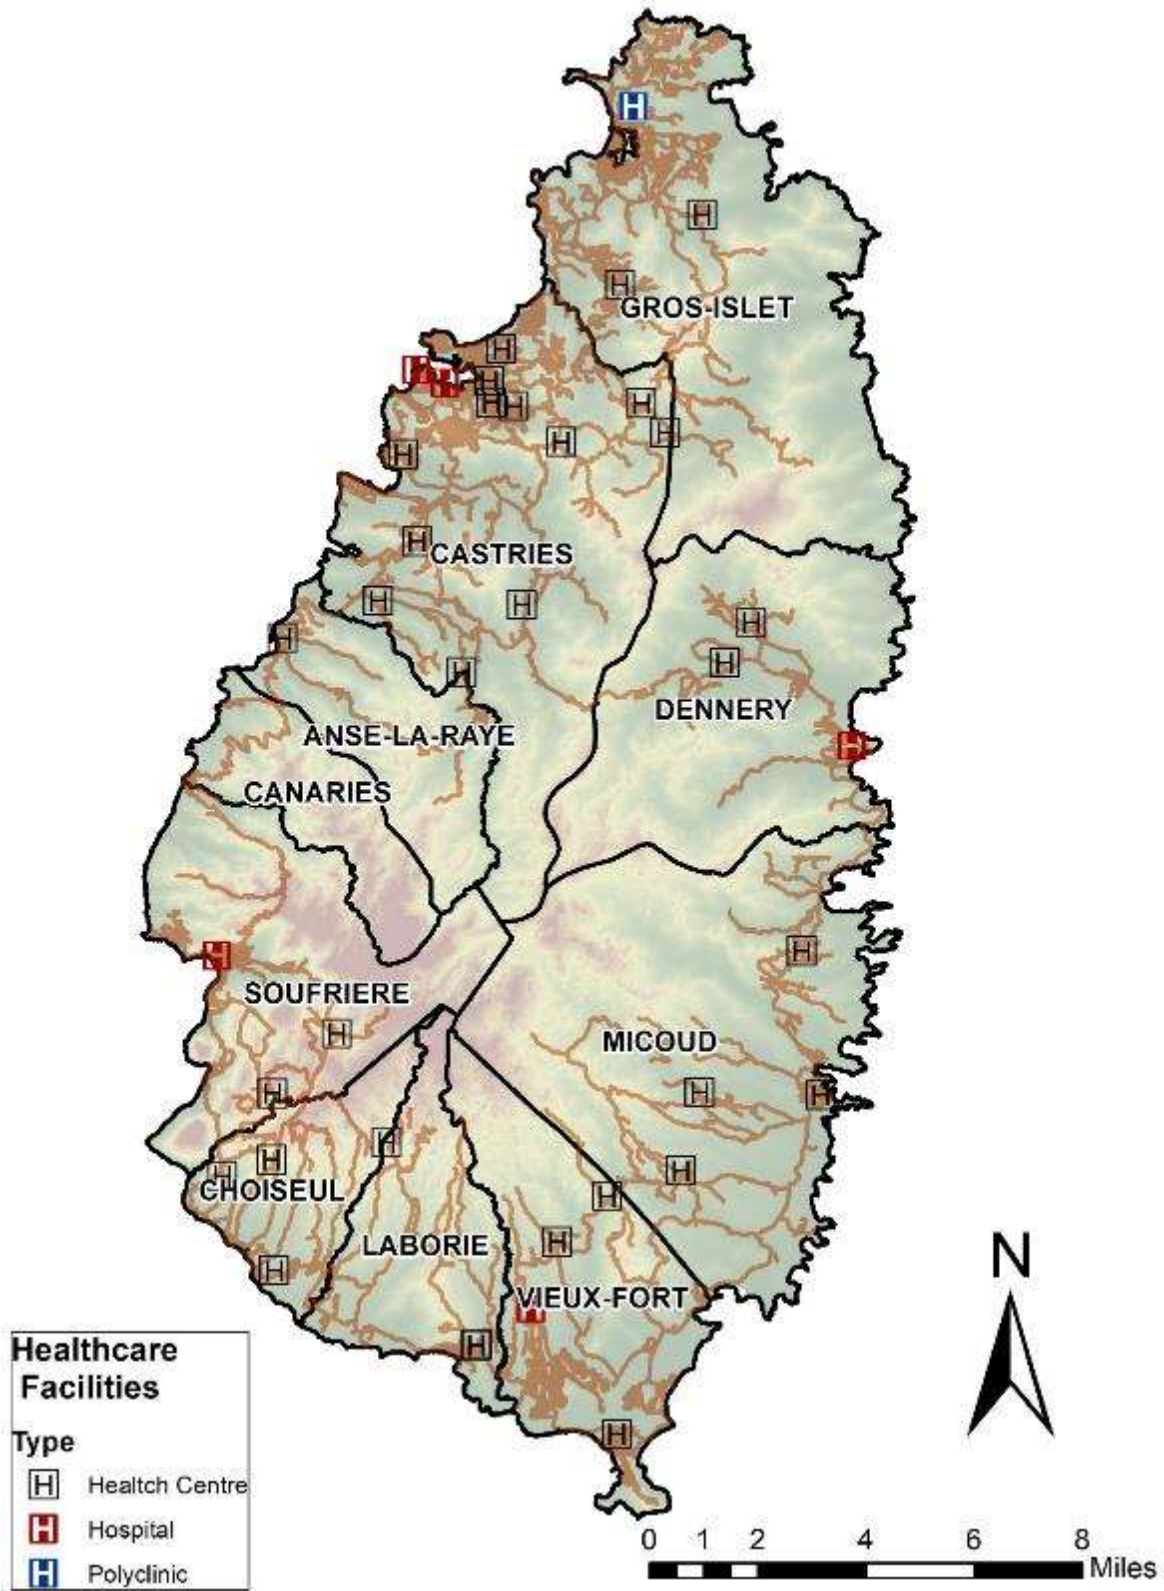 GROS-ISLET
CASTRIES
DENNERY
ANSE-LA-RAYE
CANARIES
SOUFRIERE
MICOUD
CHOISEUL
LABORIE
VIEUX-FORT
N
Healthcare
Facilities
Type
H Healtch Centre
H Hospital
H Polyclinic
0 1 2 4 6 8
Miles